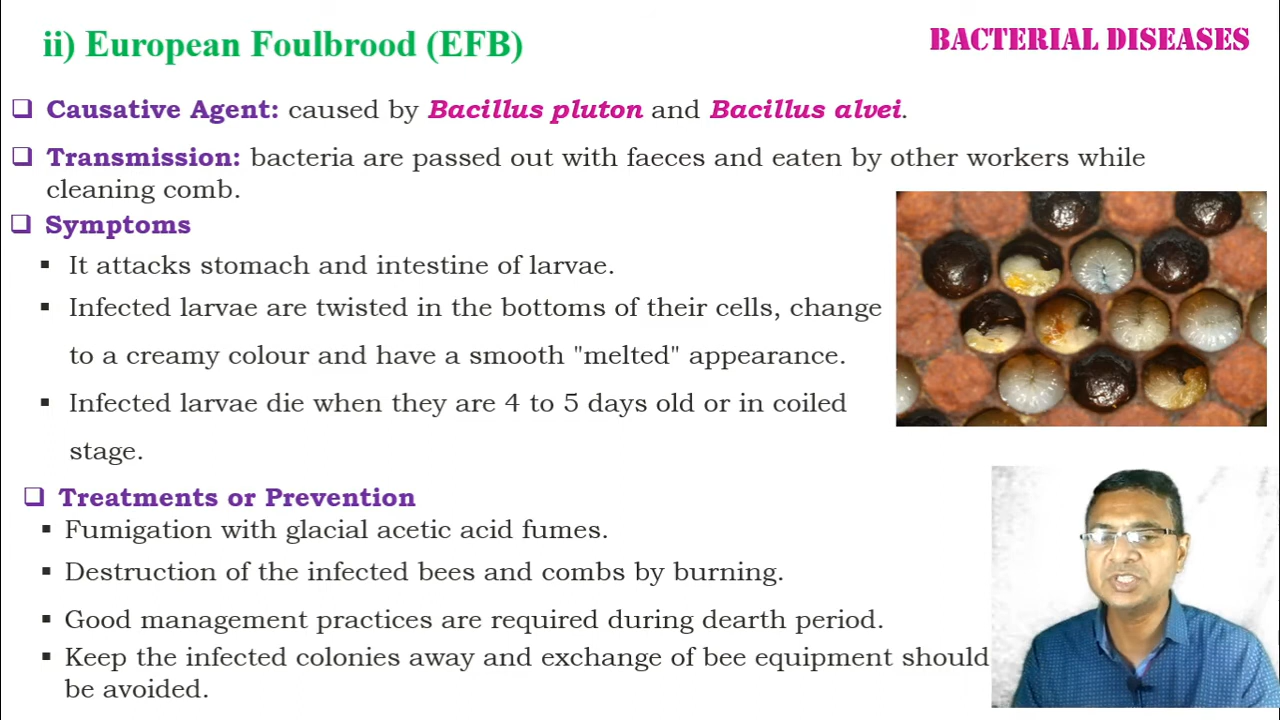 ii) European Foulbrood (EFB)
BACTERIAL DISEASES
❑ Causative Agent: caused by Bacillus pluton and Bacillus alvei.
❑ Transmission: bacteria are passed out with faeces and eaten by other workers while
cleaning comb.
❑ Symptoms
▪ It attacks stomach and intestine of larvae.
▪ Infected larvae are twisted in the bottoms of their cells, change
to a creamy colour and have a smooth "melted" appearance.
▪ Infected larvae die when they are 4 to 5 days old or in coiled
stage.
❑ Treatments or Prevention
▪ Fumigation with glacial acetic acid fumes.
▪ Destruction of the infected bees and combs by burning.
▪ Good management practices are required during dearth period.
▪ Keep the infected colonies away and exchange of bee equipment should
be avoided.